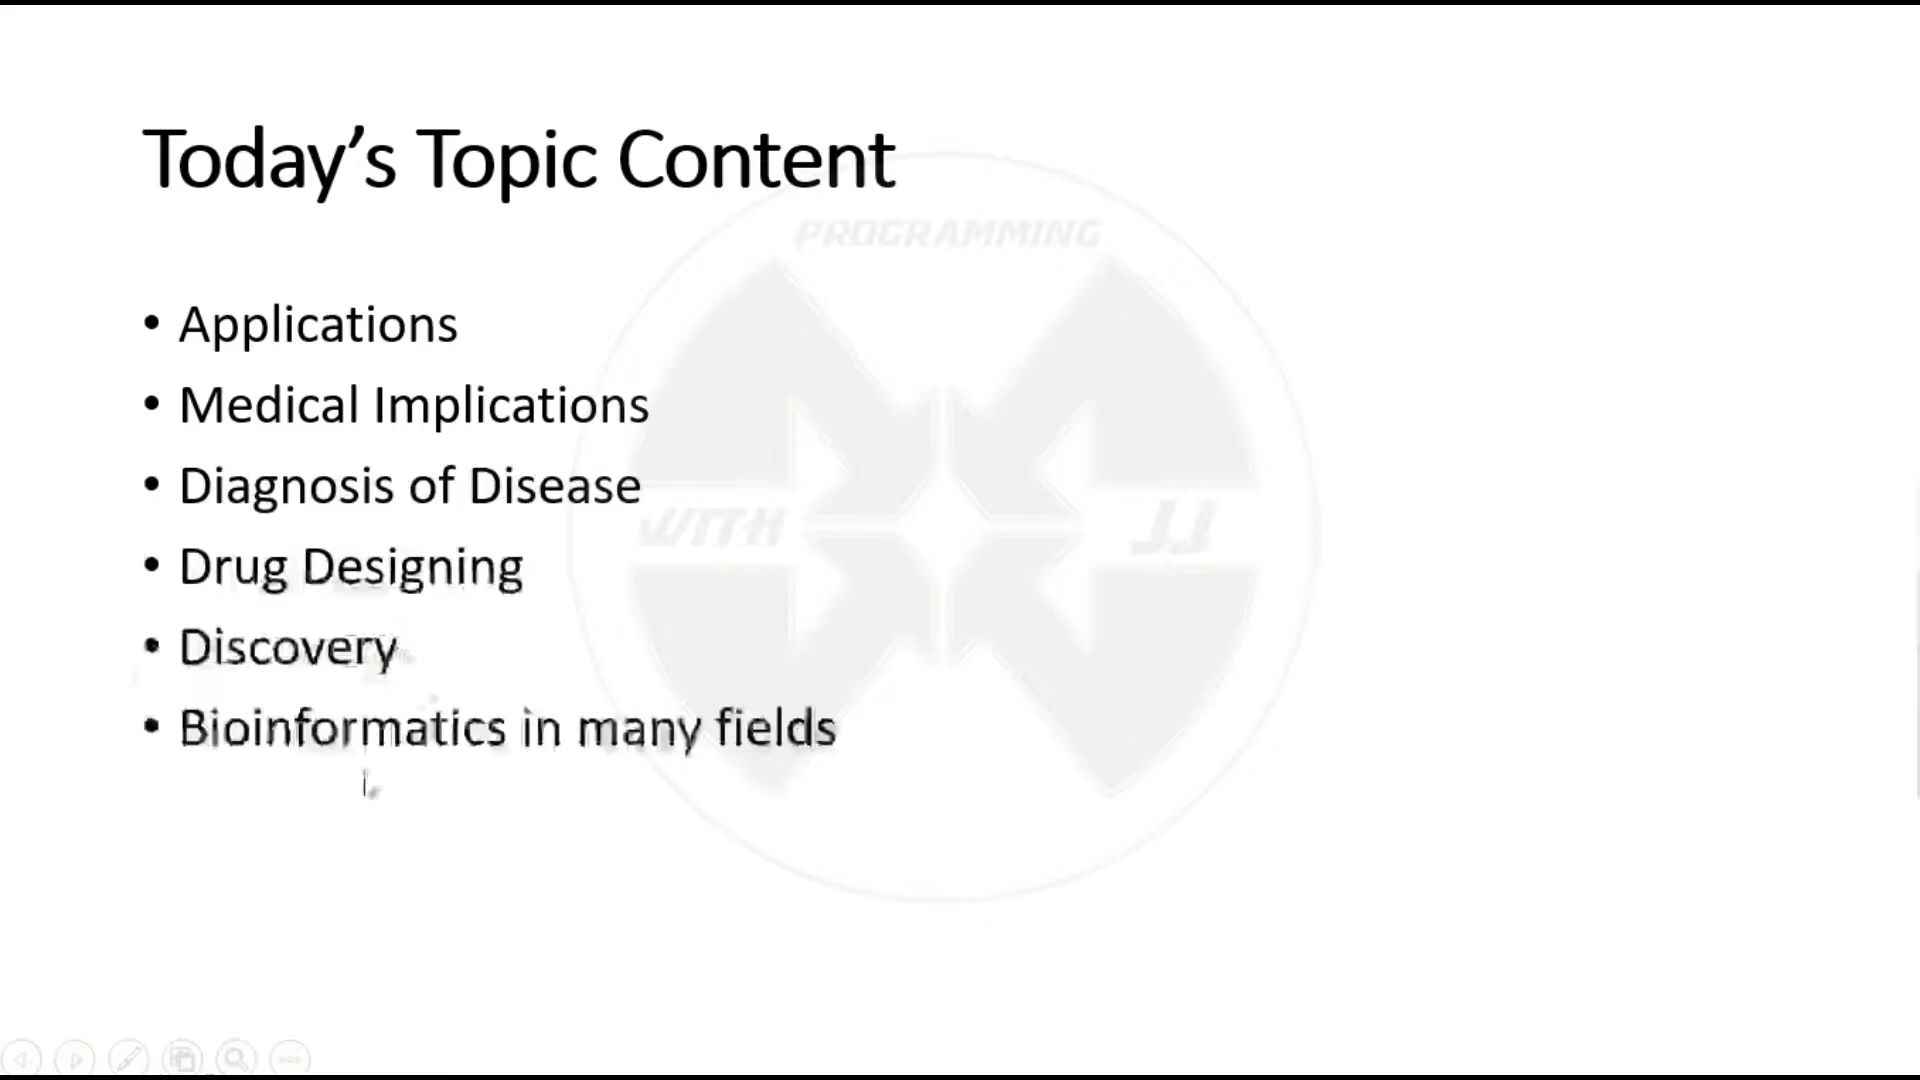 Today’s Topic Content
PROGRAMMING
• Applications
• Medical Implications
• Diagnosis of Disease
WITH JJ
• Drug Designing
• Discovery
• Bioinformatics in many fields